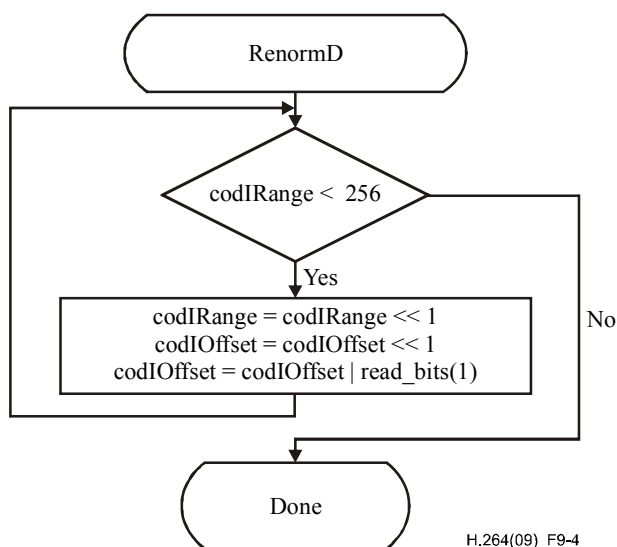 RenormD
codIRange < 256
Yes
codIRange = codIRange << 1
codIOffset = codIOffset << 1
codIOffset = codIOffset | read_bits(1)
No
Done
H.264(09)_F9-4